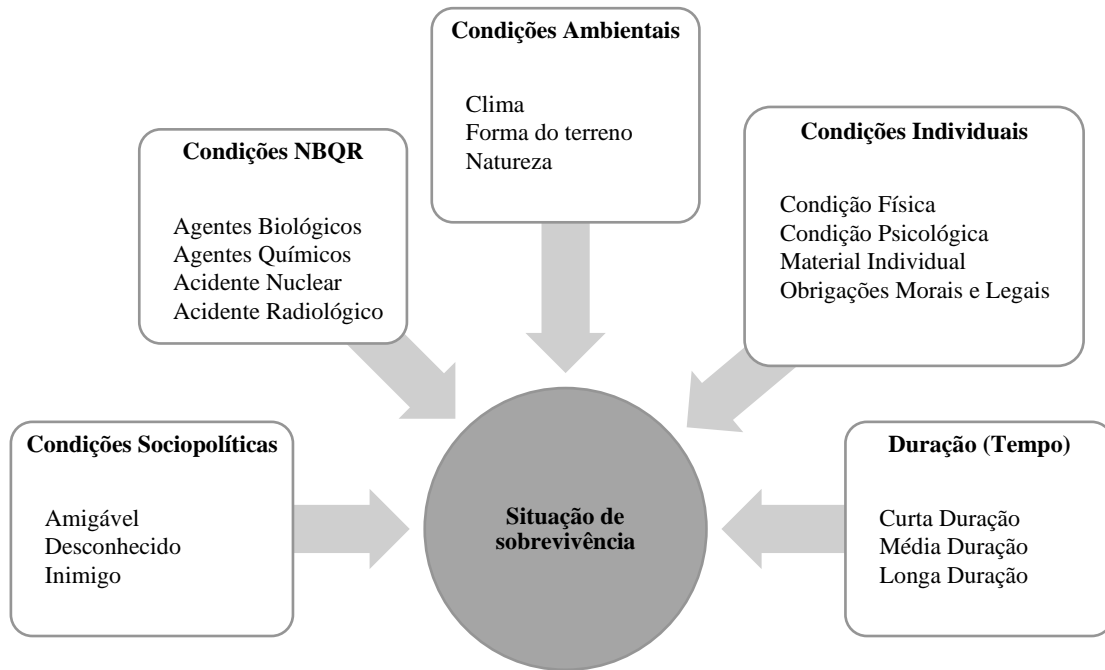 Condições Ambientais
Clima
Forma do terreno
Natureza
Condições NBQR
Agentes Biológicos
Agentes Químicos
Acidente Nuclear
Acidente Radiológico
Condições Individuais
Condição Física
Condição Psicológica
Material Individual
Obrigações Morais e Legais
Condições Sociopolíticas
Amigável
Desconhecido
Inimigo
Situação de
sobrevivência
Duração (Tempo)
Curta Duração
Média Duração
Longa Duração